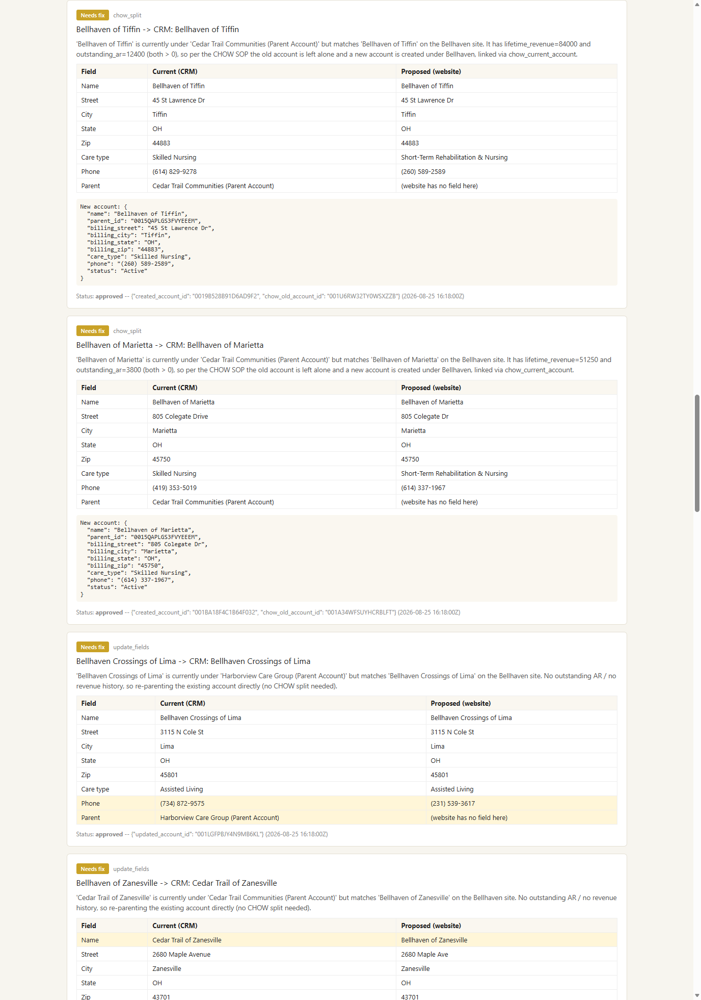 Needs fix chow_split
Bellhaven of Tiffin -> CRM: Bellhaven of Tiffin
'Bellhaven of Tiffin' is currently under 'Cedar Trail Communities (Parent Account)' but matches 'Bellhaven of Tiffin' on the Bellhaven site. It has lifetime_revenue=84000 and
outstanding_ar=12400 (both > 0), so per the CHOW SOP the old account is left alone and a new account is created under Bellhaven, linked via chow_current_account.
Field Current (CRM) Proposed (website)
Name Bellhaven of Tiffin Bellhaven of Tiffin
Street 45 St Lawrence Dr 45 St Lawrence Dr
City Tiffin Tiffin
State OH OH
Zip 44883 44883
Care type Skilled Nursing Short-Term Rehabilitation & Nursing
Phone (614) 829-9278 (260) 589-2589
Parent Cedar Trail Communities (Parent Account) (website has no field here)
New account: {
"name": "Bellhaven of Tiffin",
"parent_id": "0015QAPLGS3FVYEEEM",
"billing_street": "45 St Lawrence Dr",
"billing_city": "Tiffin",
"billing_state": "OH",
"billing_zip": "44883",
"care_type": "Skilled Nursing",
"phone": "(260) 589-2589",
"status": "Active"
}
Status: approved -- {"created_account_id": "0019B528B91D6AD9F2", "chow_old_account_id": "001U6RW32TY0WSXZZB"} (2026-08-25 16:18:00Z)
Needs fix chow_split
Bellhaven of Marietta -> CRM: Bellhaven of Marietta
'Bellhaven of Marietta' is currently under 'Cedar Trail Communities (Parent Account)' but matches 'Bellhaven of Marietta' on the Bellhaven site. It has lifetime_revenue=51250 and
outstanding_ar=3800 (both > 0), so per the CHOW SOP the old account is left alone and a new account is created under Bellhaven, linked via chow_current_account.
Field Current (CRM) Proposed (website)
Name Bellhaven of Marietta Bellhaven of Marietta
Street 805 Colegate Drive 805 Colegate Dr
City Marietta Marietta
State OH OH
Zip 45750 45750
Care type Skilled Nursing Short-Term Rehabilitation & Nursing
Phone (419) 353-5019 (614) 337-1967
Parent Cedar Trail Communities (Parent Account) (website has no field here)
New account: {
"name": "Bellhaven of Marietta",
"parent_id": "0015QAPLGS3FVYEEEM",
"billing_street": "805 Colegate Dr",
"billing_city": "Marietta",
"billing_state": "OH",
"billing_zip": "45750",
"care_type": "Skilled Nursing",
"phone": "(614) 337-1967",
"status": "Active"
}
Status: approved -- {"created_account_id": "001BA18F4C1B64F032", "chow_old_account_id": "001A34WFSUYHCRBLFT"} (2026-08-25 16:18:00Z)
Needs fix update_fields
Bellhaven Crossings of Lima -> CRM: Bellhaven Crossings of Lima
'Bellhaven Crossings of Lima' is currently under 'Harborview Care Group (Parent Account)' but matches 'Bellhaven Crossings of Lima' on the Bellhaven site. No outstanding AR / no
revenue history, so re-parenting the existing account directly (no CHOW split needed).
Field Current (CRM) Proposed (website)
Name Bellhaven Crossings of Lima Bellhaven Crossings of Lima
Street 3115 N Cole St 3115 N Cole St
City Lima Lima
State OH OH
Zip 45801 45801
Care type Assisted Living Assisted Living
Phone (734) 872-9575 (231) 539-3617
Parent Harborview Care Group (Parent Account) (website has no field here)
Status: approved -- {"updated_account_id": "001LGFPBJY4N9MB6KL"} (2026-08-25 16:18:00Z)
Needs fix update_fields
Bellhaven of Zanesville -> CRM: Cedar Trail of Zanesville
'Cedar Trail of Zanesville' is currently under 'Cedar Trail Communities (Parent Account)' but matches 'Bellhaven of Zanesville' on the Bellhaven site. No outstanding AR / no revenue
history, so re-parenting the existing account directly (no CHOW split needed).
Field Current (CRM) Proposed (website)
Name Cedar Trail of Zanesville Bellhaven of Zanesville
Street 2680 Maple Avenue 2680 Maple Ave
City Zanesville Zanesville
State OH OH
Zip 43701 43701